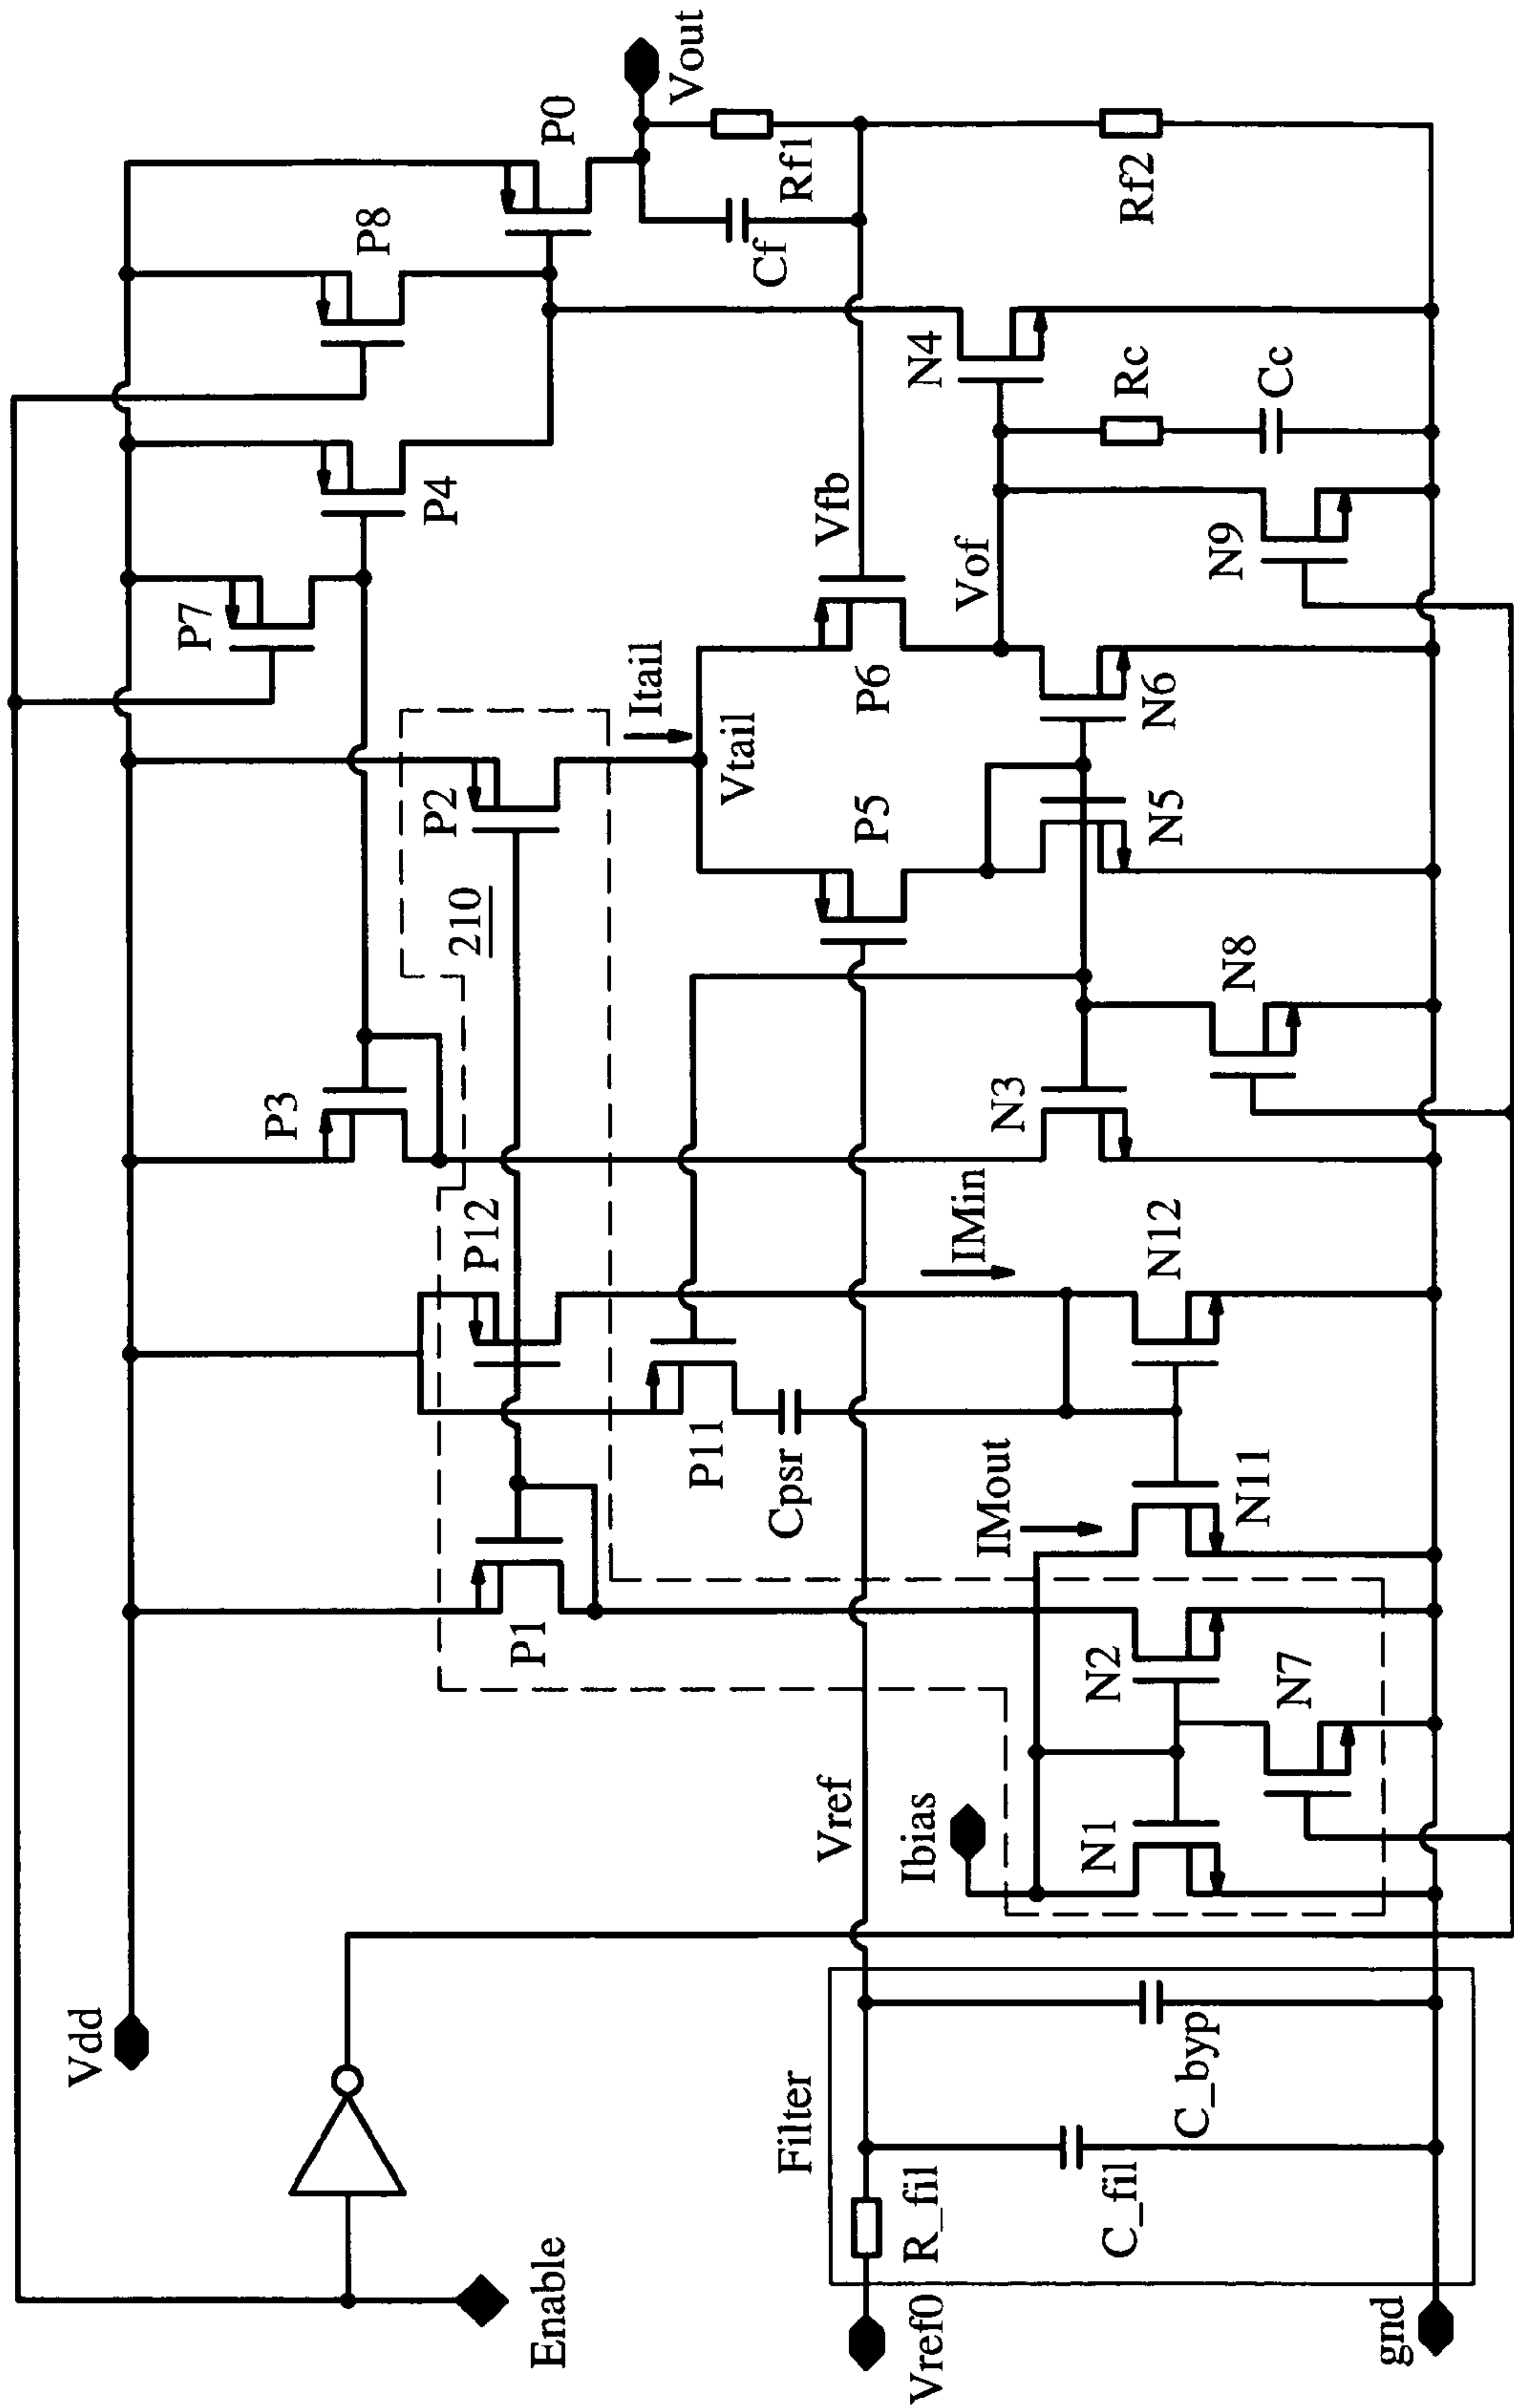 Vdd
Enable
Vref0
gnd
Filter
R_fil
C_fil
C_byp
Vref
Ibias
N1
N2
N7
P1
IMout
N11
P11
Cpsr
P12
IMin
N12
P3
N3
N8
210
P2
Itail
Vtail
P5
P6
N5
N6
P7
P4
P8
P0
Vfb
Vof
N9
N4
Rc
Cc
Cf
Rf1
Rf2
Vout